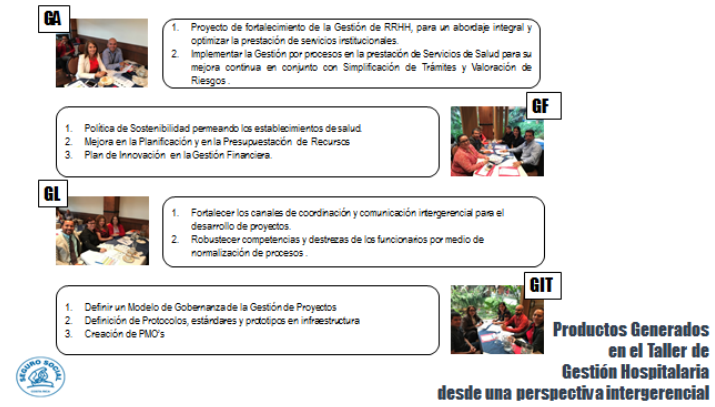 GA
1. Proyecto de fortalecimiento de la Gestión de RRHH, para un abordaje integral y
optimizar la prestación de servicios institucionales.
2. Implementar la Gestión por procesos en la prestación de Servicios de Salud para su
mejora continua en conjunto con Simplificación de Trámites y Valoración de
Riesgos .
GF
1. Política de Sostenibilidad permeando los establecimientos de salud.
2. Mejora en la Planificación y en la Presupuestación de Recursos
3. Plan de Innovación en la Gestión Financiera.
GL
1. Fortalecer los canales de coordinación y comunicación intergerencial para el
desarrollo de proyectos.
2. Robustecer competencias y destrezas de los funcionarios por medio de
normalización de procesos .
GIT
1. Definir un Modelo de Gobernanza de la Gestión de Proyectos
2. Definición de Protocolos, estándares y prototipos en infraestructura
3. Creación de PMO's
Productos Generados
en el Taller de
Gestión Hospitalaria
desde una perspectiva intergerencial
SEGURO SOCIAL